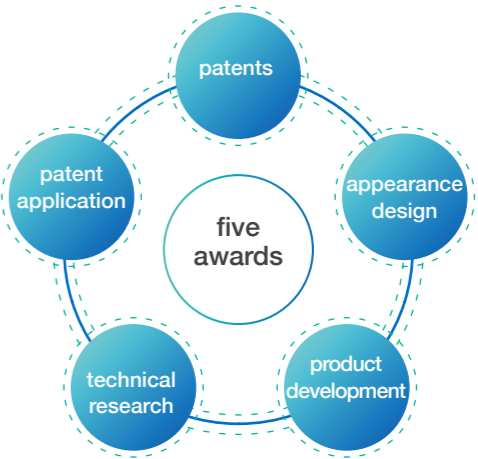 patents
patent
application
appearance
design
five
awards
technical
research
product
development